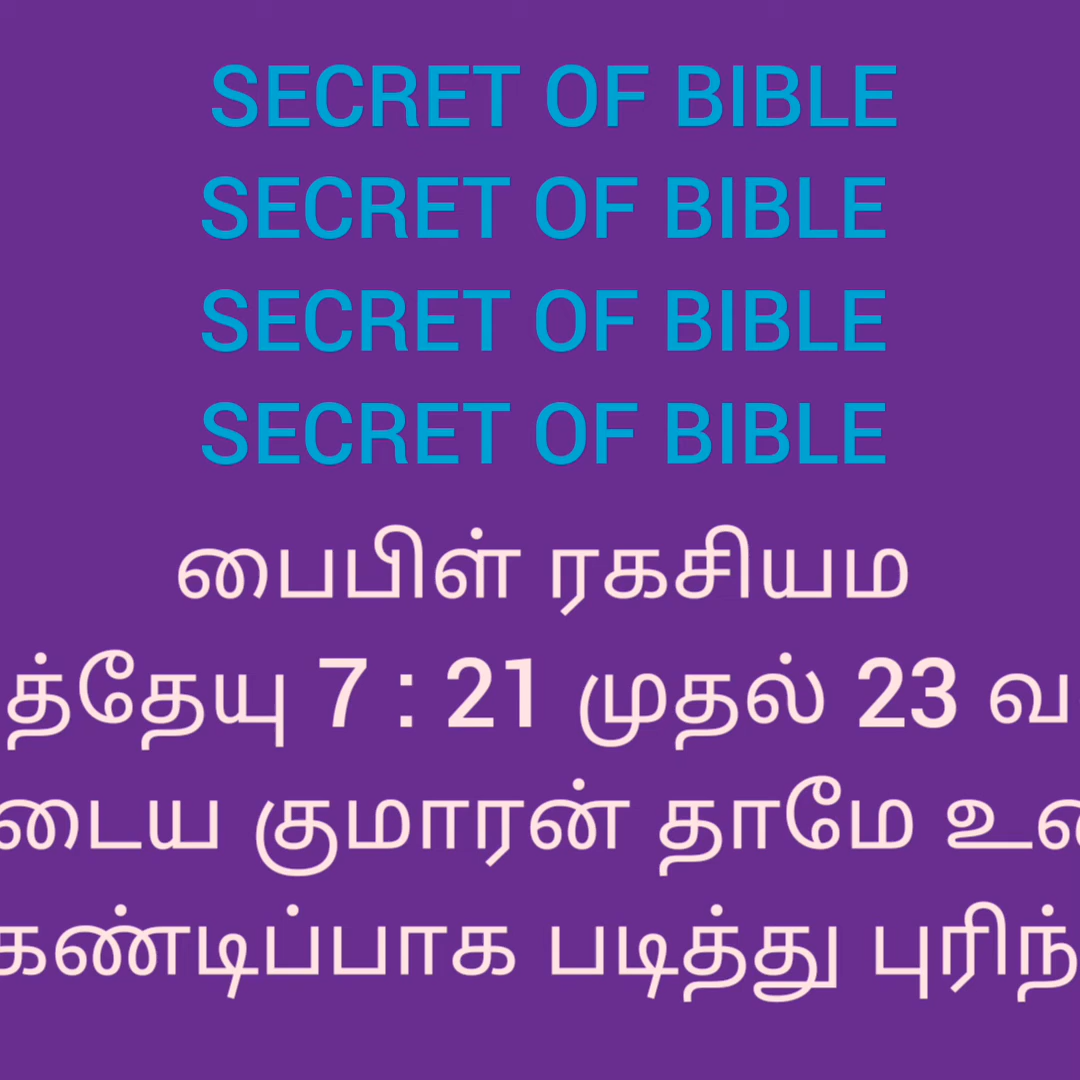 SECRET OF BIBLE
SECRET OF BIBLE
SECRET OF BIBLE
SECRET OF BIBLE
பைபிள் ரகசியம
த்தேயு 7 : 21 முதல் 23 வ
டைய குமாரன் தாமே உ
கண்டிப்பாக படித்து புரிந்